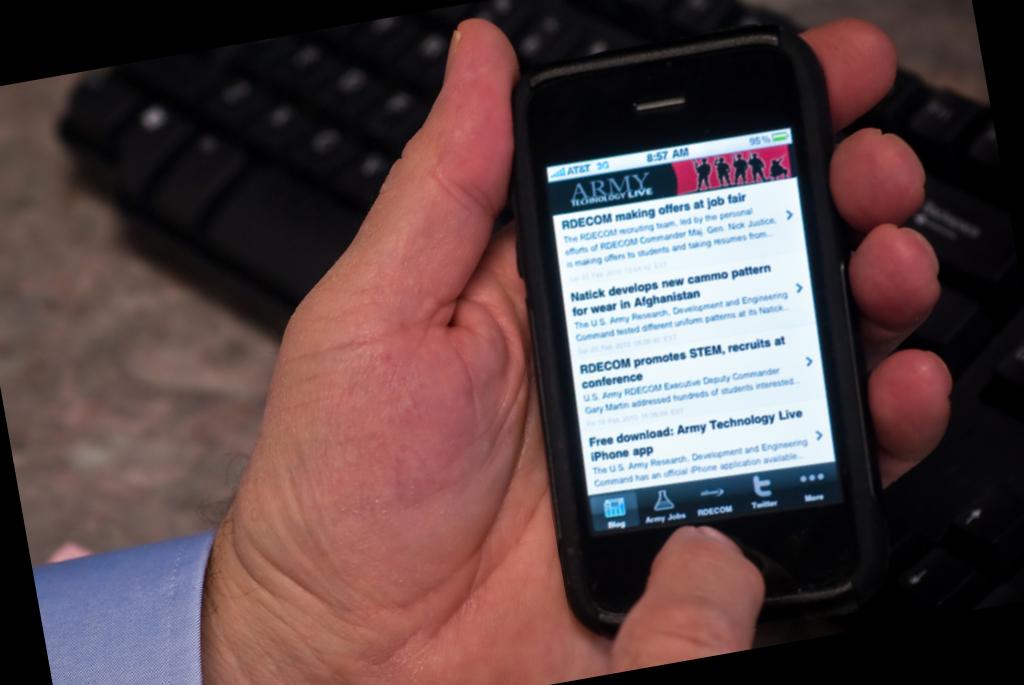 AT&T 3G 8:57 AM 95%
ARMY
TECHNOLOGY LIVE
RDECOM making offers at job fair
The RDECOM recruiting team, led by the personal
efforts of RDECOM Commander Maj. Gen. Nick Justice,
is making offers to students and taking resumes from...
Natick develops new cammo pattern
for wear in Afghanistan
The U.S. Army Research, Development and Engineering
Command tested different uniform patterns at its Natick...
RDECOM promotes STEM, recruits at
conference
U.S. Army RDECOM Executive Deputy Commander
Gary Martin addressed hundreds of students interested...
Free download: Army Technology Live
iPhone app
The U.S. Army Research, Development and Engineering
Command has an official iPhone application available...
Blog Army Jobs RDECOM Twitter More